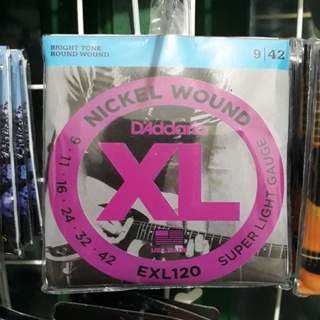 BRIGHT TONE
ROUND WOUND
9|42
NICKEL WOUND
D'Addario
XL
9 · 11 · 16 · 24 · 32 · 42
SUPER LIGHT GAUGE
EXL120